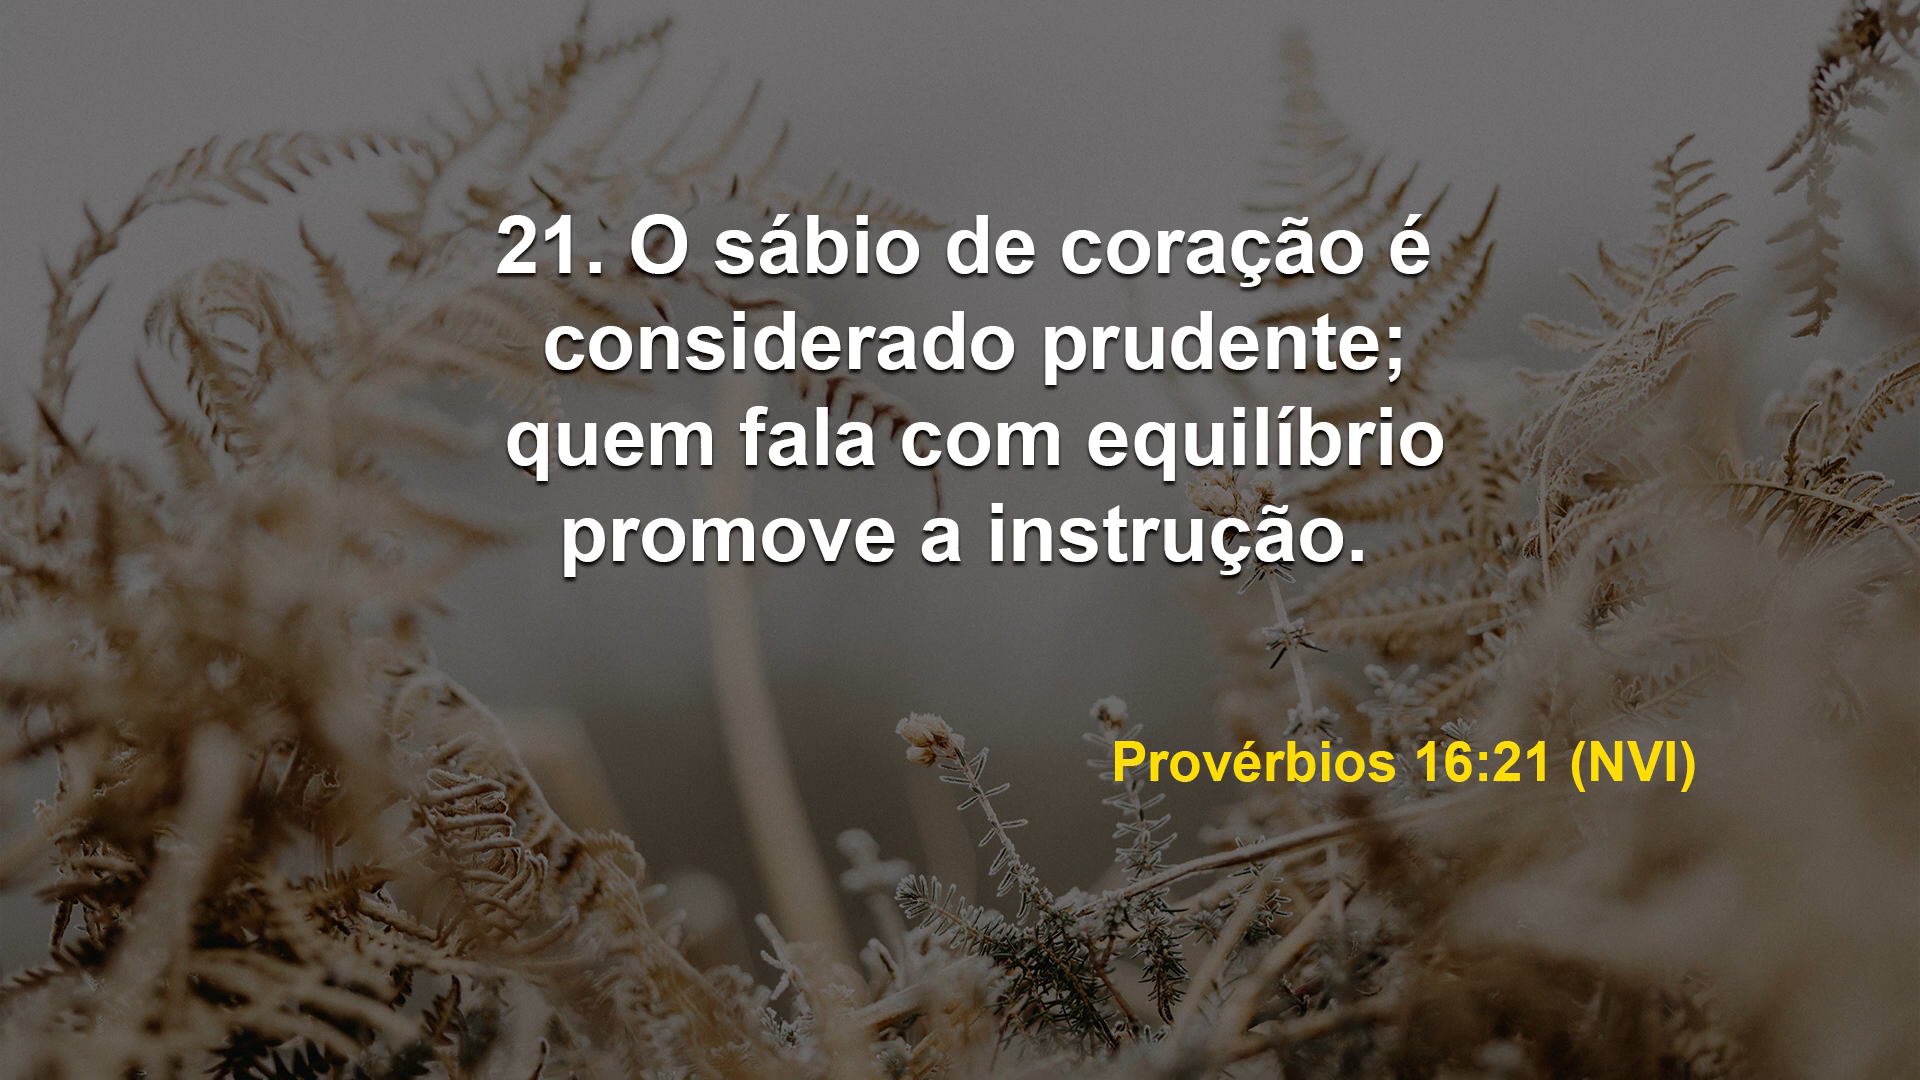 21. O sábio de coração é
considerado prudente;
quem fala com equilíbrio
promove a instrução.
Provérbios 16:21 (NVI)